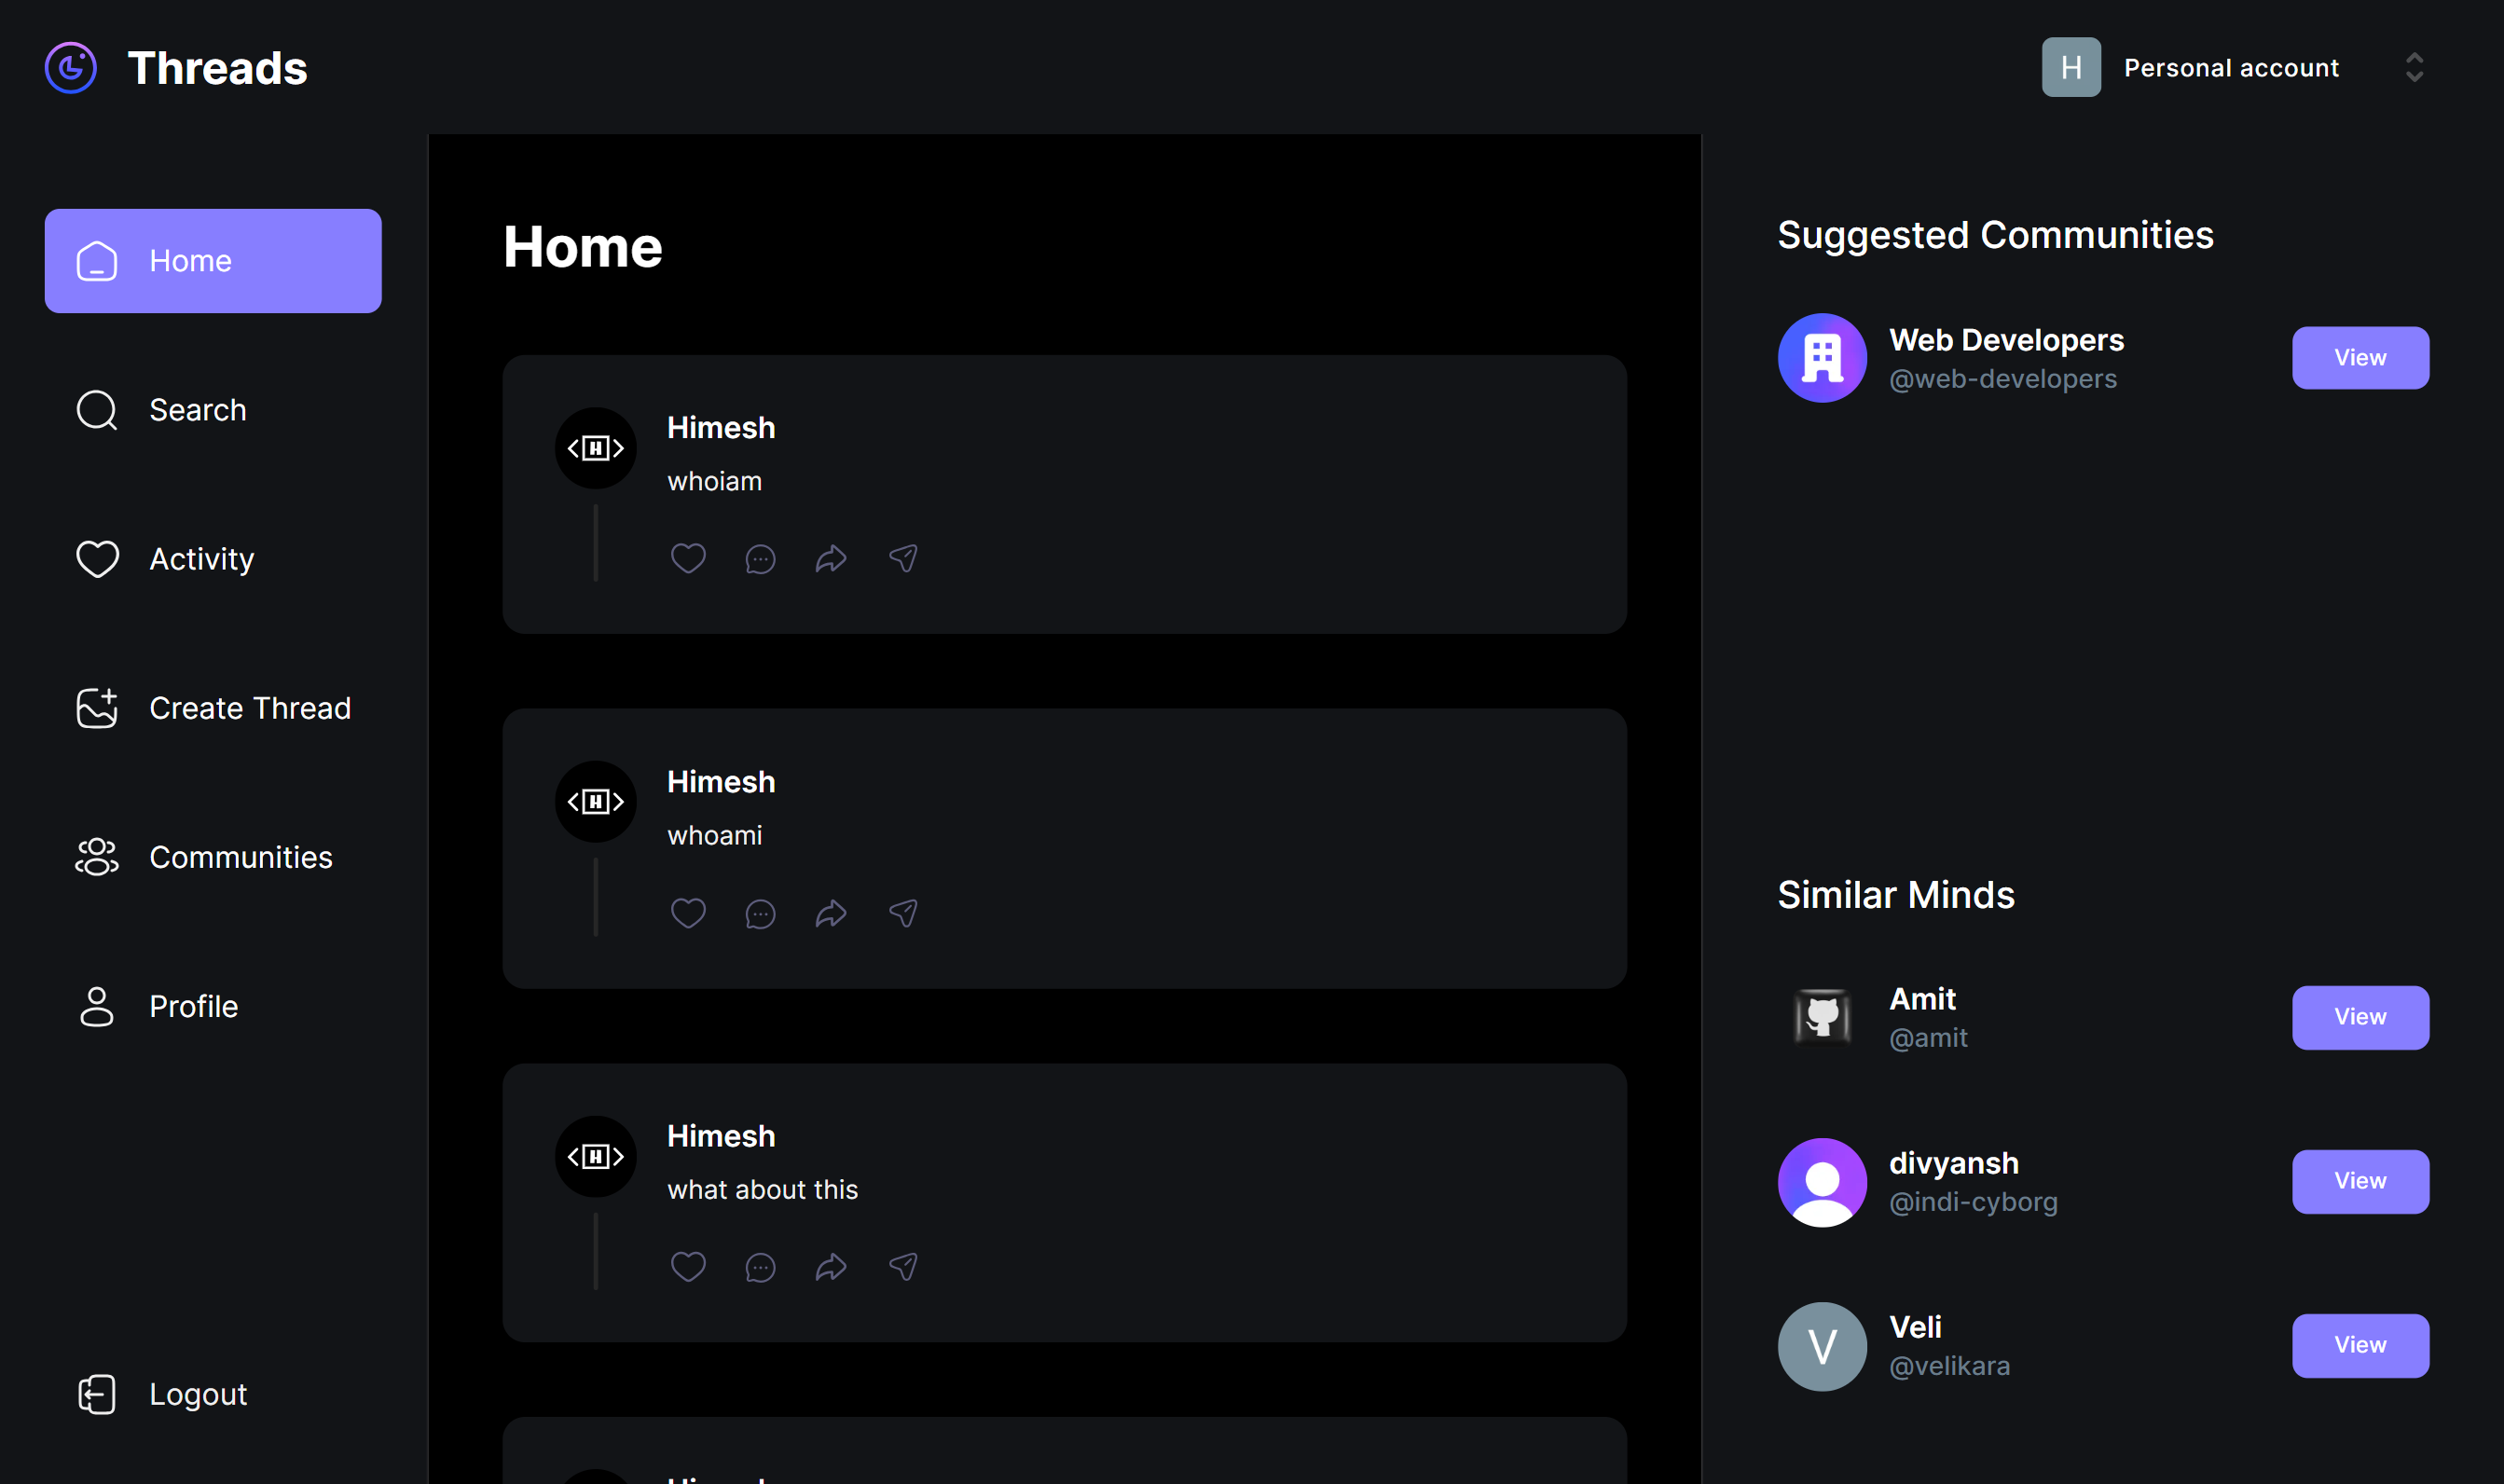 Threads
H
Personal account
Home
Search
Activity
Create Thread
Communities
Profile
Logout
Home
H
Himesh
whoiam
H
Himesh
whoami
H
Himesh
what about this
Suggested Communities
Web Developers
@web-developers
View
Similar Minds
Amit
@amit
View
divyansh
@indi-cyborg
View
V
Veli
@velikara
View